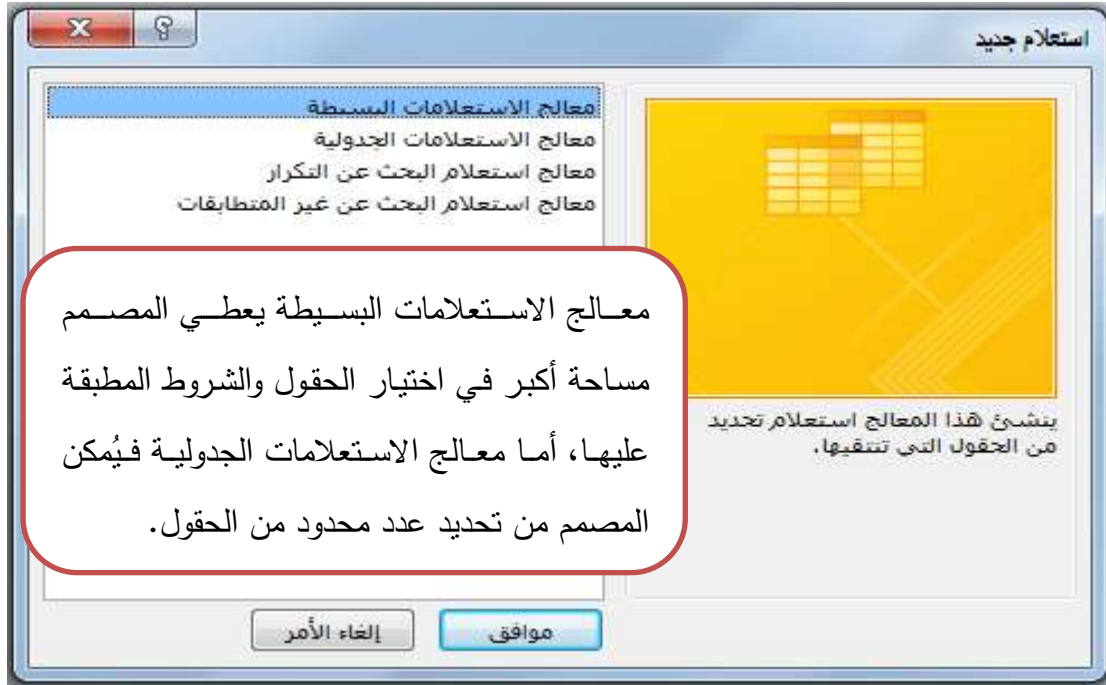 استعلام جديد
معالج الاستعلامات البسيطة
معالج الاستعلامات الجدولية
معالج استعلام البحث عن التكرار
معالج استعلام البحث عن غير المتطابقات
ينشئ هذا المعالج استعلام تحديد
من الحقول التي تنتقيها.
معالج الاستعلامات البسيطة يعطي المصمم
مساحة أكبر في اختيار الحقول والشروط المطبقة
عليها، أما معالج الاستعلامات الجدولية فيُمكن
المصمم من تحديد عدد محدود من الحقول.
موافق
إلغاء الأمر